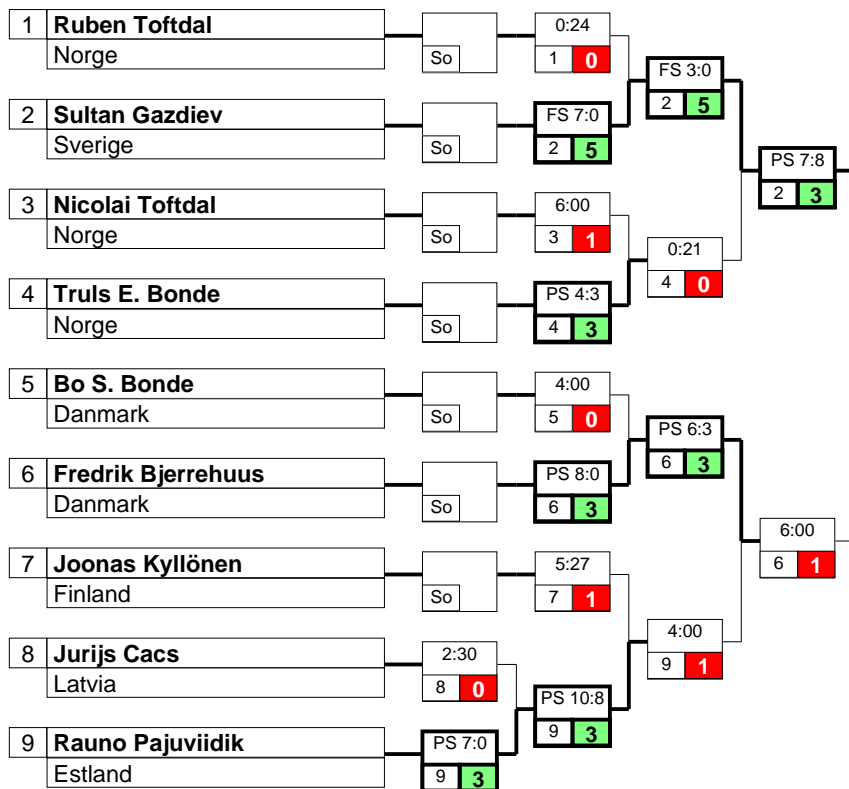 1 Ruben Toftdal
Norge
So
0:24
1 0
FS 3:0
2 5
2 Sultan Gazdiev
Sverige
So
FS 7:0
2 5
PS 7:8
2 3
3 Nicolai Toftdal
Norge
So
6:00
3 1
0:21
4 0
4 Truls E. Bonde
Norge
So
PS 4:3
4 3
5 Bo S. Bonde
Danmark
So
4:00
5 0
PS 6:3
6 3
6 Fredrik Bjerrehuus
Danmark
So
PS 8:0
6 3
6:00
6 1
7 Joonas Kyllönen
Finland
So
5:27
7 1
4:00
9 1
8 Jurijs Cacs
Latvia
2:30
8 0
PS 10:8
9 3
9 Rauno Pajuviidik
Estland
PS 7:0
9 3